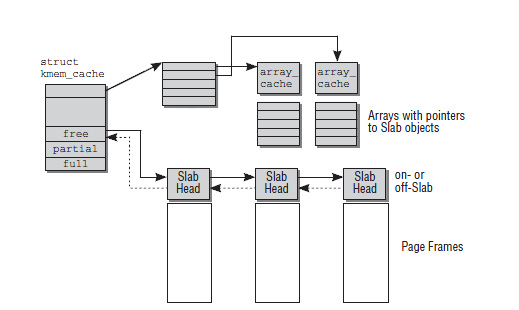 struct
kmem_cache
array_
cache
array_
cache
Arrays with pointers
to Slab objects
free
partial
full
Slab
Head
Slab
Head
Slab
Head
on- or
off-Slab
Page Frames